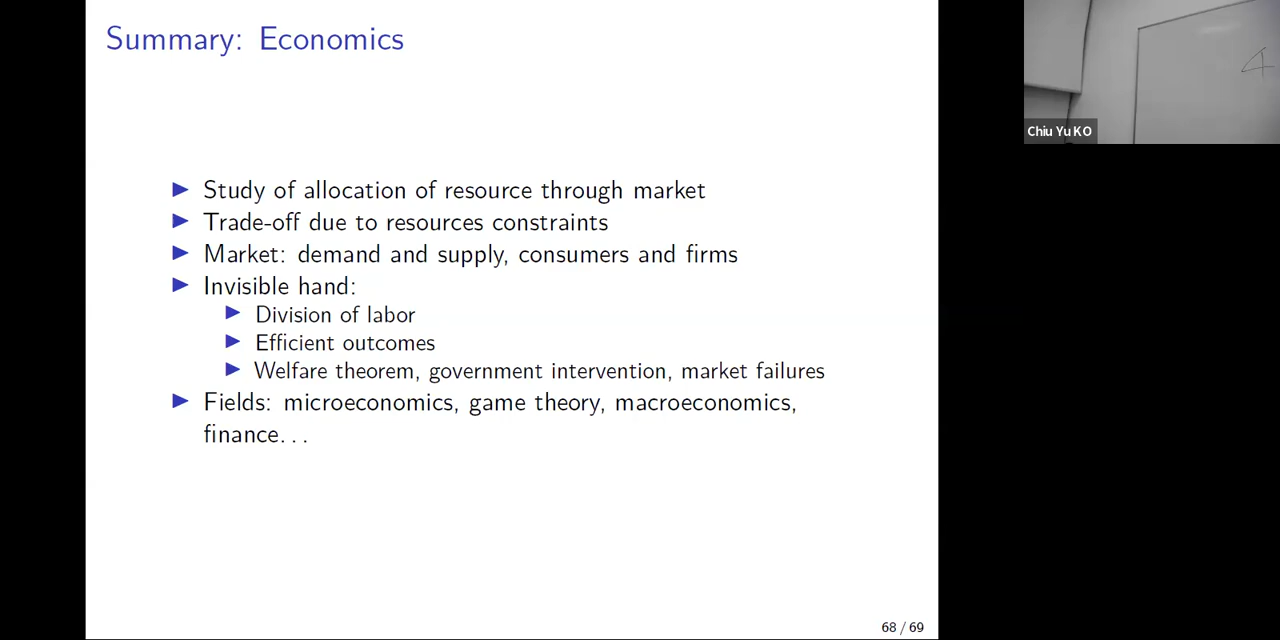 Summary: Economics
Study of allocation of resource through market
Trade-off due to resources constraints
Market: demand and supply, consumers and firms
Invisible hand:
Division of labor
Efficient outcomes
Welfare theorem, government intervention, market failures
Fields: microeconomics, game theory, macroeconomics,
finance...
68 / 69
4
Chiu Yu KO